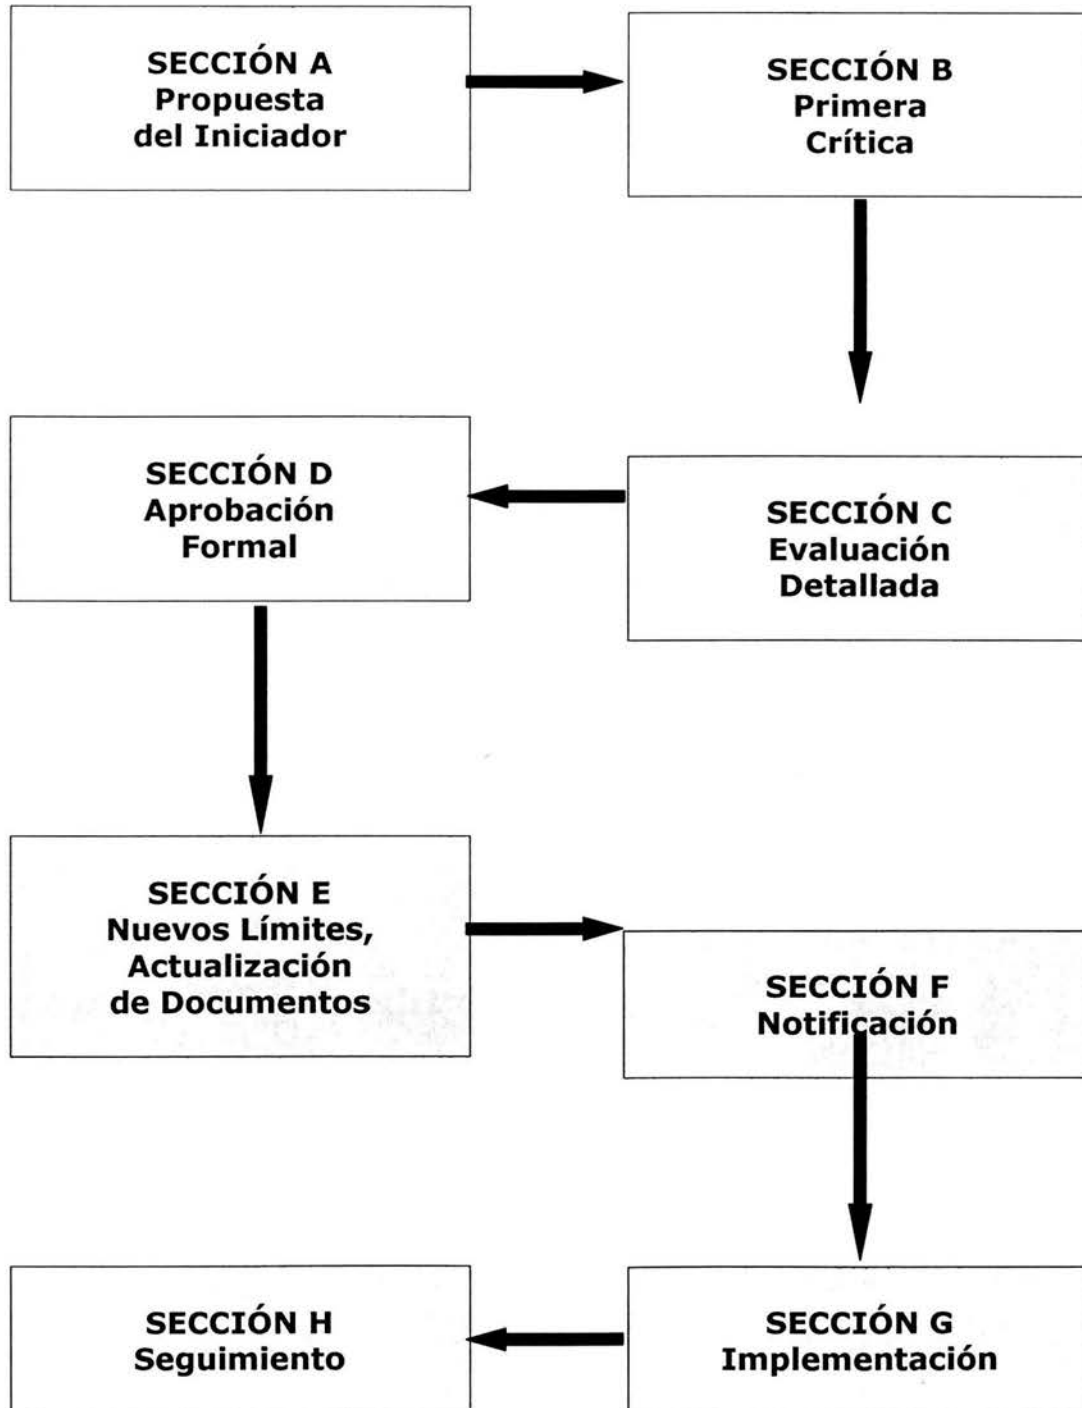 SECCIÓN A
Propuesta
del Iniciador
SECCIÓN B
Primera
Crítica
SECCIÓN D
Aprobación
Formal
SECCIÓN C
Evaluación
Detallada
SECCIÓN E
Nuevos Límites,
Actualización
de Documentos
SECCIÓN F
Notificación
SECCIÓN H
Seguimiento
SECCIÓN G
Implementación